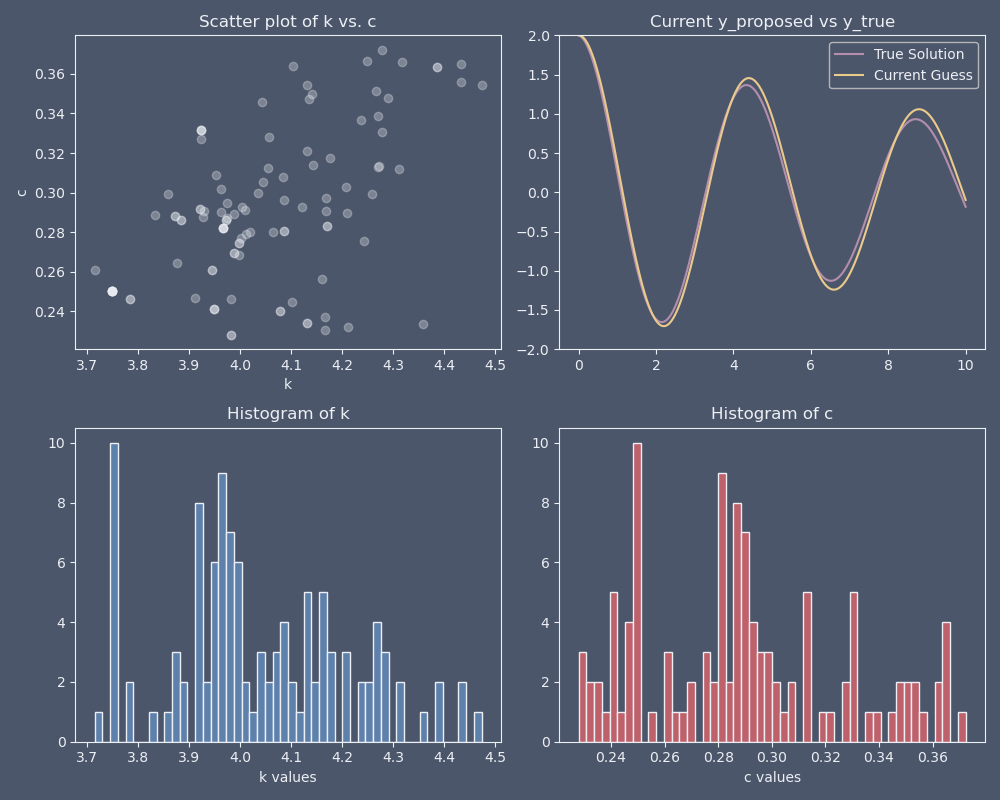 Scatter plot of k vs. c
c
0.36
0.34
0.32
0.30
0.28
0.26
0.24
3.7 3.8 3.9 4.0 4.1 4.2 4.3 4.4 4.5
k
Current y_proposed vs y_true
True Solution
Current Guess
2.0
1.5
1.0
0.5
0.0
−0.5
−1.0
−1.5
−2.0
0 2 4 6 8 10
Histogram of k
10
8
6
4
2
0
3.7 3.8 3.9 4.0 4.1 4.2 4.3 4.4 4.5
k values
Histogram of c
10
8
6
4
2
0
0.24 0.26 0.28 0.30 0.32 0.34 0.36
c values